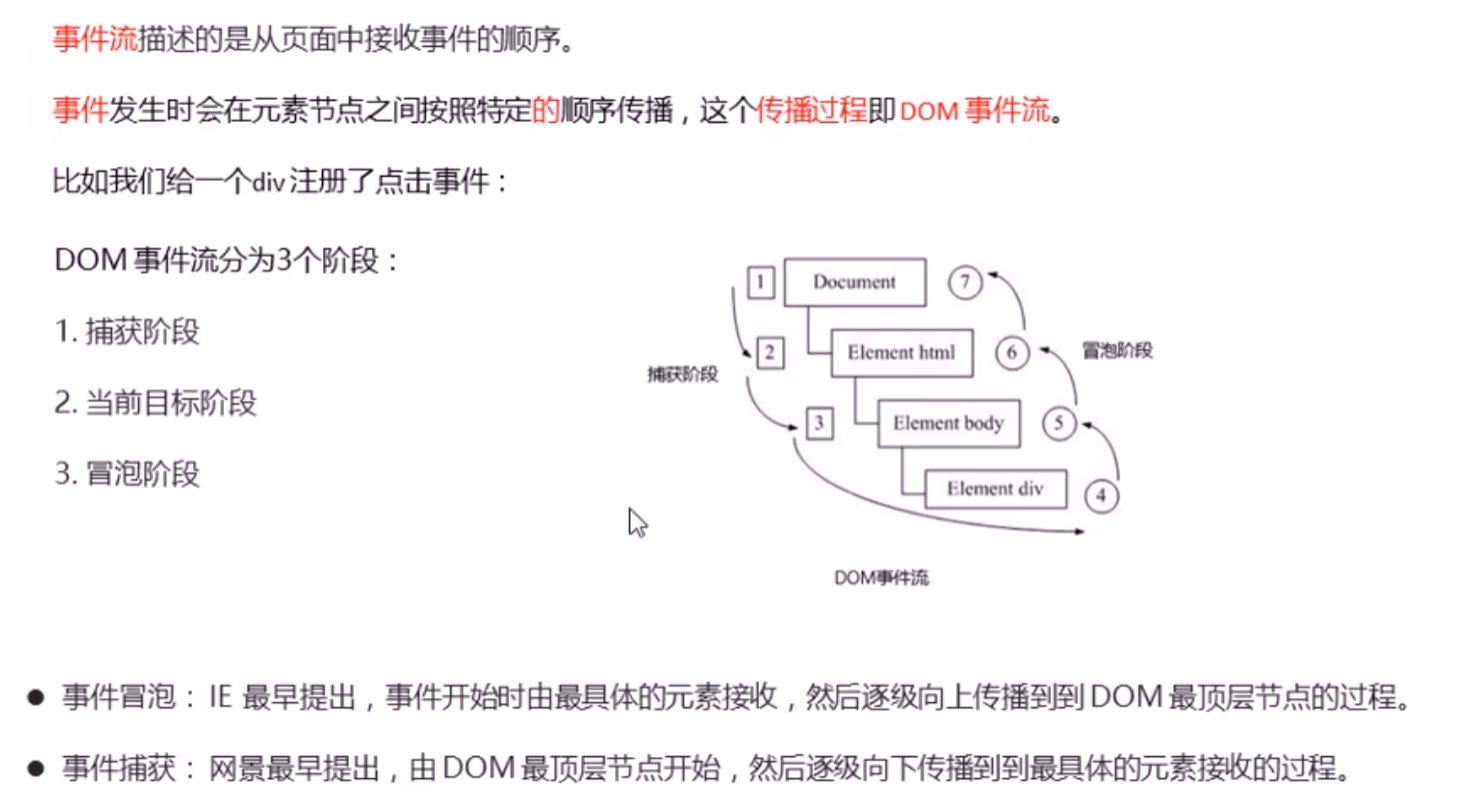 事件流描述的是从页面中接收事件的顺序。
事件发生时会在元素节点之间按照特定的顺序传播，这个传播过程即DOM 事件流。
比如我们给一个div 注册了点击事件：
DOM 事件流分为3个阶段：
1. 捕获阶段
2. 当前目标阶段
3. 冒泡阶段
1 Document 7
2 Element html 6 冒泡阶段
捕获阶段
3 Element body 5
Element div 4
DOM事件流
● 事件冒泡： IE 最早提出，事件开始时由最具体的元素接收，然后逐级向上传播到到 DOM 最顶层节点的过程。
● 事件捕获： 网景最早提出，由 DOM 最顶层节点开始，然后逐级向下传播到到最具体的元素接收的过程。